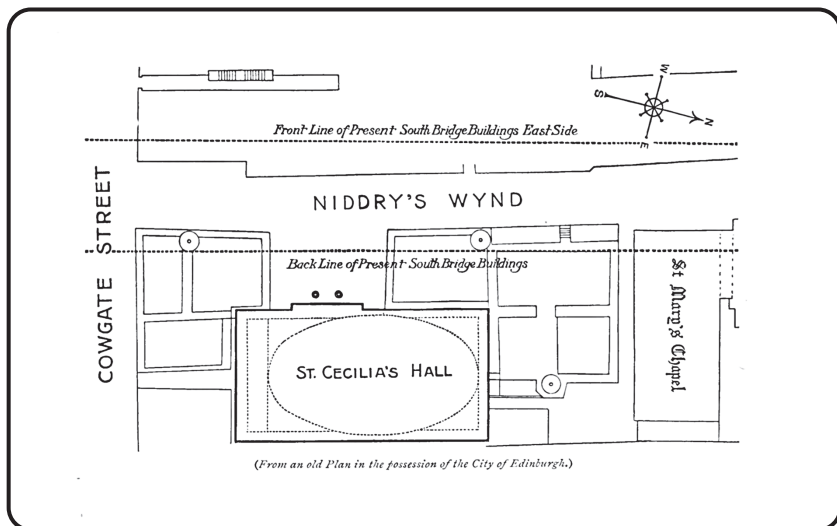 W
S
N
E
Front Line of Present South Bridge Buildings East Side
NIDDRY'S WYND
COWGATE STREET
Back Line of Present South Bridge Buildings
St Mary's Chapel
ST. CECILIA'S HALL
(From an old Plan in the possession of the City of Edinburgh.)